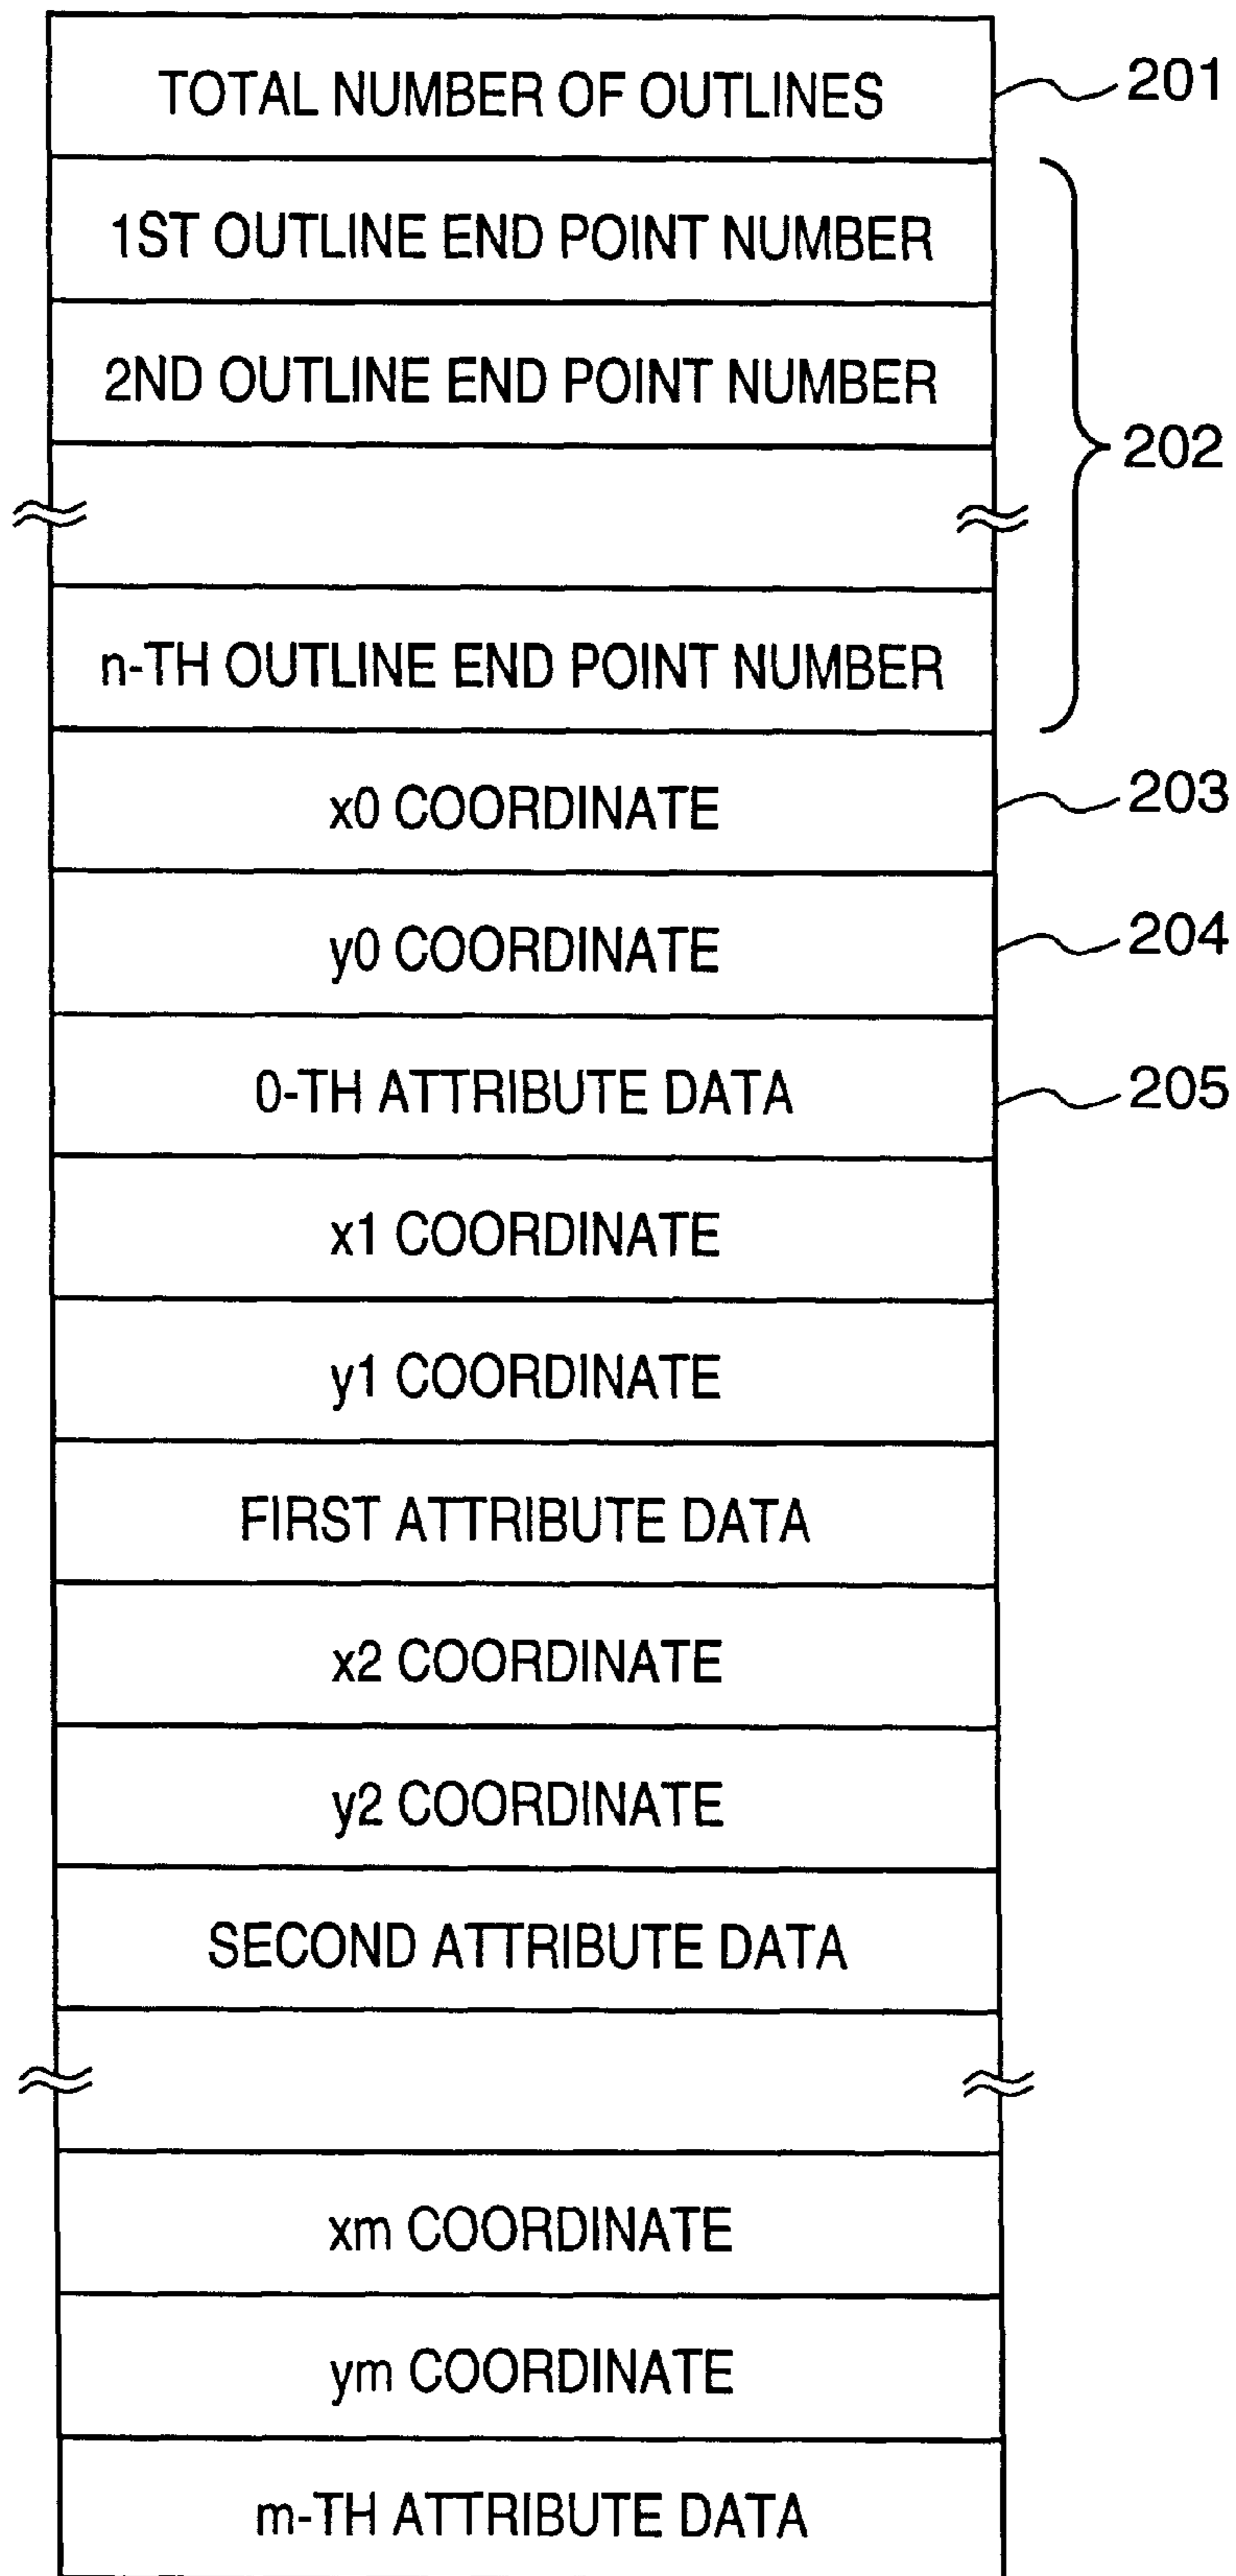 TOTAL NUMBER OF OUTLINES 201
1ST OUTLINE END POINT NUMBER
2ND OUTLINE END POINT NUMBER
202
n-TH OUTLINE END POINT NUMBER
x0 COORDINATE 203
y0 COORDINATE 204
0-TH ATTRIBUTE DATA 205
x1 COORDINATE
y1 COORDINATE
FIRST ATTRIBUTE DATA
x2 COORDINATE
y2 COORDINATE
SECOND ATTRIBUTE DATA
xm COORDINATE
ym COORDINATE
m-TH ATTRIBUTE DATA